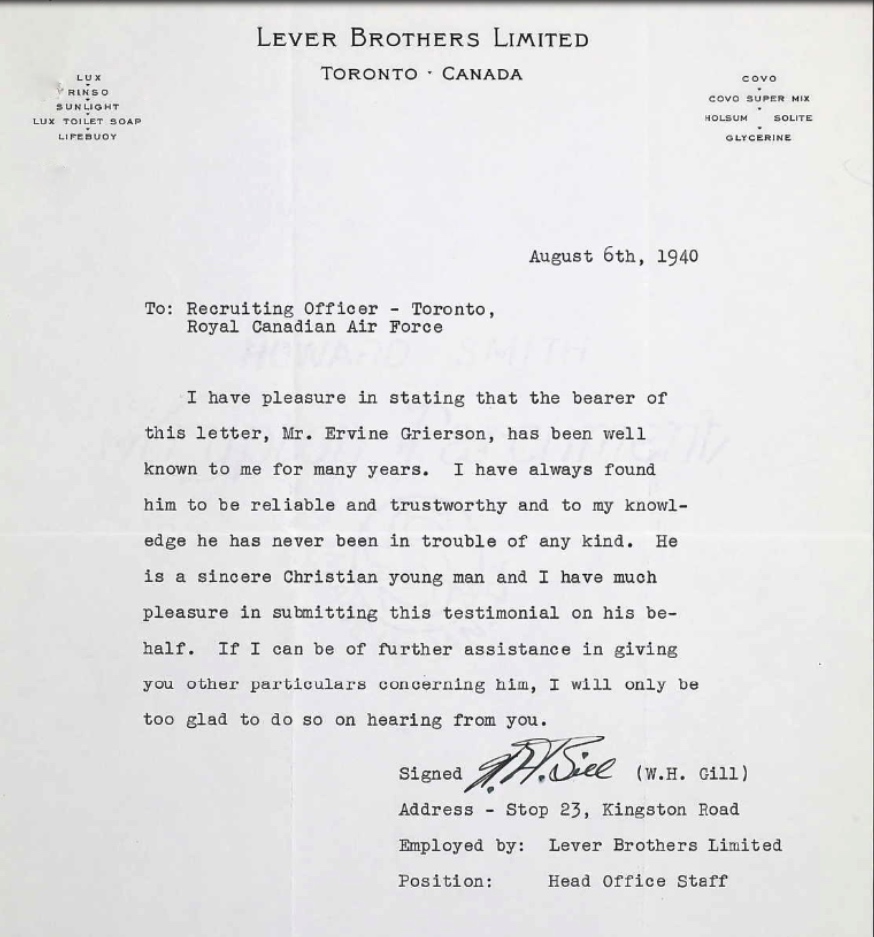 LEVER BROTHERS LIMITED
TORONTO · CANADA
LUX
RINSO
SUNLIGHT
LUX TOILET SOAP
LIFEBUOY
COVO
COVO SUPER MIX
HOLSUM SOLITE
GLYCERINE
August 6th, 1940
To: Recruiting Officer - Toronto,
Royal Canadian Air Force
I have pleasure in stating that the bearer of
this letter, Mr. Ervine Grierson, has been well
known to me for many years. I have always found
him to be reliable and trustworthy and to my knowl-
edge he has never been in trouble of any kind. He
is a sincere Christian young man and I have much
pleasure in submitting this testimonial on his be-
half. If I can be of further assistance in giving
you other particulars concerning him, I will only be
too glad to do so on hearing from you.
Signed W.H. Gill (W.H. Gill)
Address - Stop 23, Kingston Road
Employed by: Lever Brothers Limited
Position: Head Office Staff